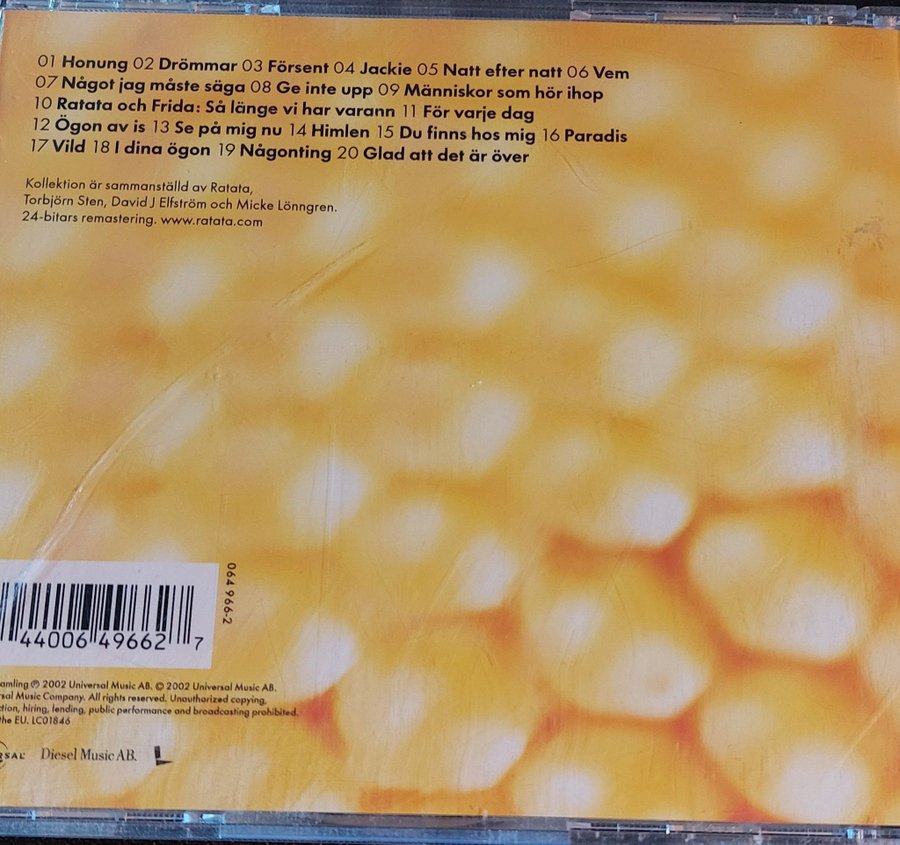 01 Honung 02 Drömmar 03 Försent 04 Jackie 05 Natt efter natt 06 Vem
07 Något jag måste säga 08 Ge inte upp 09 Människor som hör ihop
10 Ratata och Frida: Så länge vi har varann 11 För varje dag
12 Ögon av is 13 Se på mig nu 14 Himlen 15 Du finns hos mig 16 Paradis
17 Vild 18 I dina ögon 19 Någonting 20 Glad att det är över
Kollektion är sammanställd av Ratata,
Torbjörn Sten, David J Elfström och Micke Lönngren.
24-bitars remastering. www.ratata.com
064 966-2
44006 49662 7
amling ℗ 2002 Universal Music AB. © 2002 Universal Music AB.
rsal Music Company. All rights reserved. Unauthorized copying,
tion, hiring, lending, public performance and broadcasting prohibited.
the EU. LC01846
RSAL Diesel Music AB.